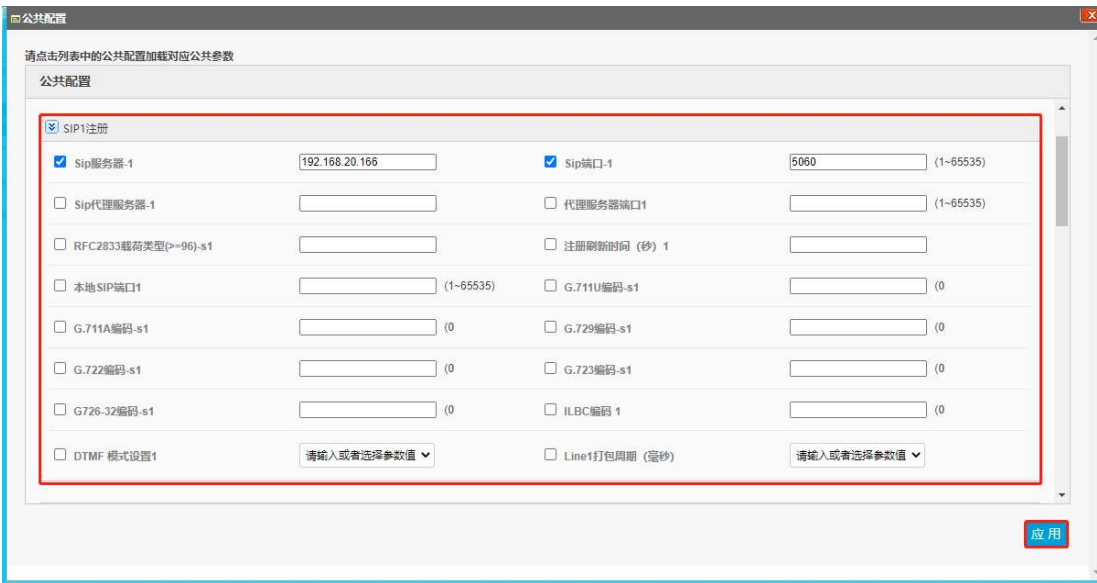 公共配置
请点击列表中的公共配置加载对应公共参数
公共配置
SIP1注册
Sip服务器-1 192.168.20.166 Sip端口-1 5060 (1~65535)
Sip代理服务器-1 代理服务器端口1 (1~65535)
RFC2833载荷类型(>=96)-s1 注册刷新时间 (秒) 1
本地SIP端口1 (1~65535) G.711U编码-s1 (0
G.711A编码-s1 (0 G.729编码-s1 (0
G.722编码-s1 (0 G.723编码-s1 (0
G726-32编码-s1 (0 ILBC编码 1 (0
DTMF 模式设置1 请输入或者选择参数值 Line1打包周期 (毫秒) 请输入或者选择参数值
应 用